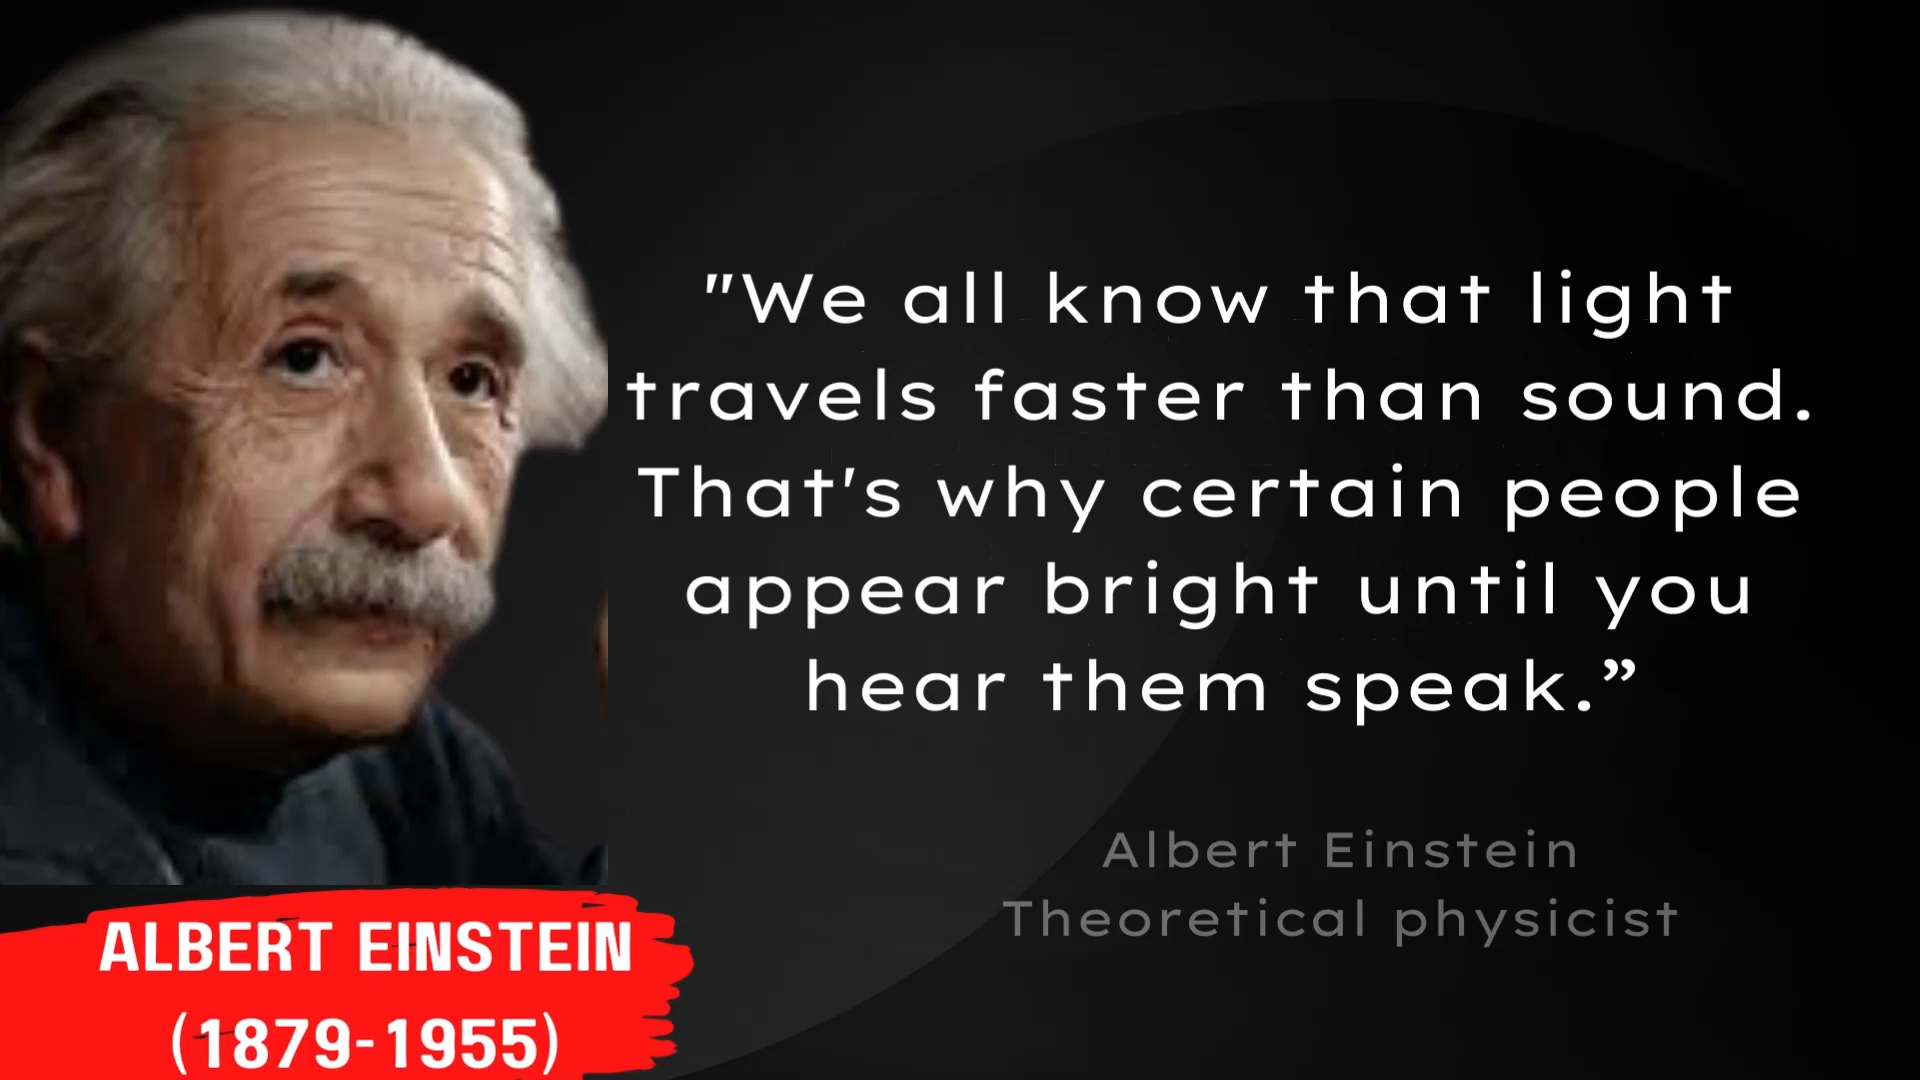 "We all know that light
travels faster than sound.
That's why certain people
appear bright until you
hear them speak.”
Albert Einstein
Theoretical physicist
ALBERT EINSTEIN
(1879-1955)